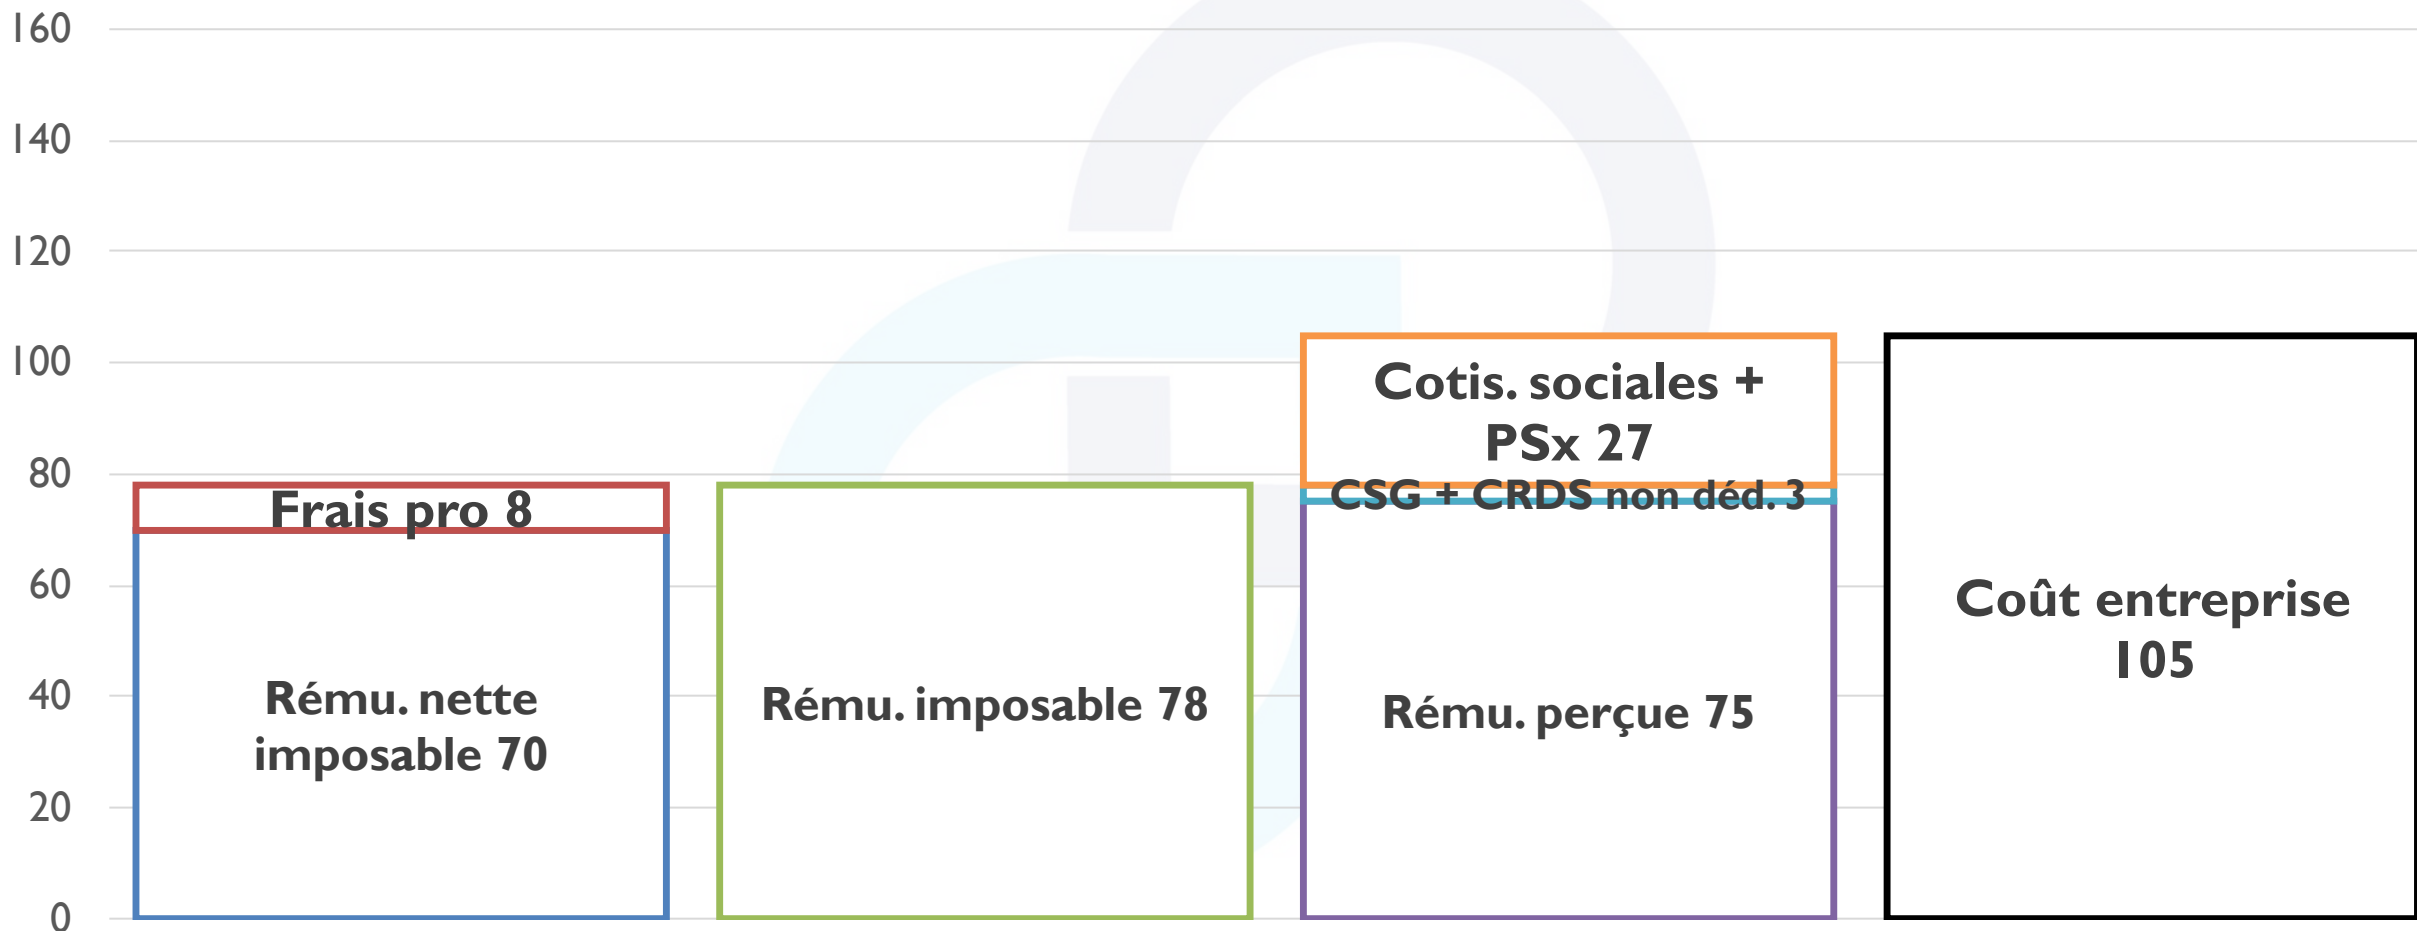 160
140
120
100
80
60
40
20
0
Frais pro 8
Rému. nette
imposable 70
Rému. imposable 78
Cotis. sociales +
PSx 27
CSG + CRDS non déd. 3
Rému. perçue 75
Coût entreprise
105